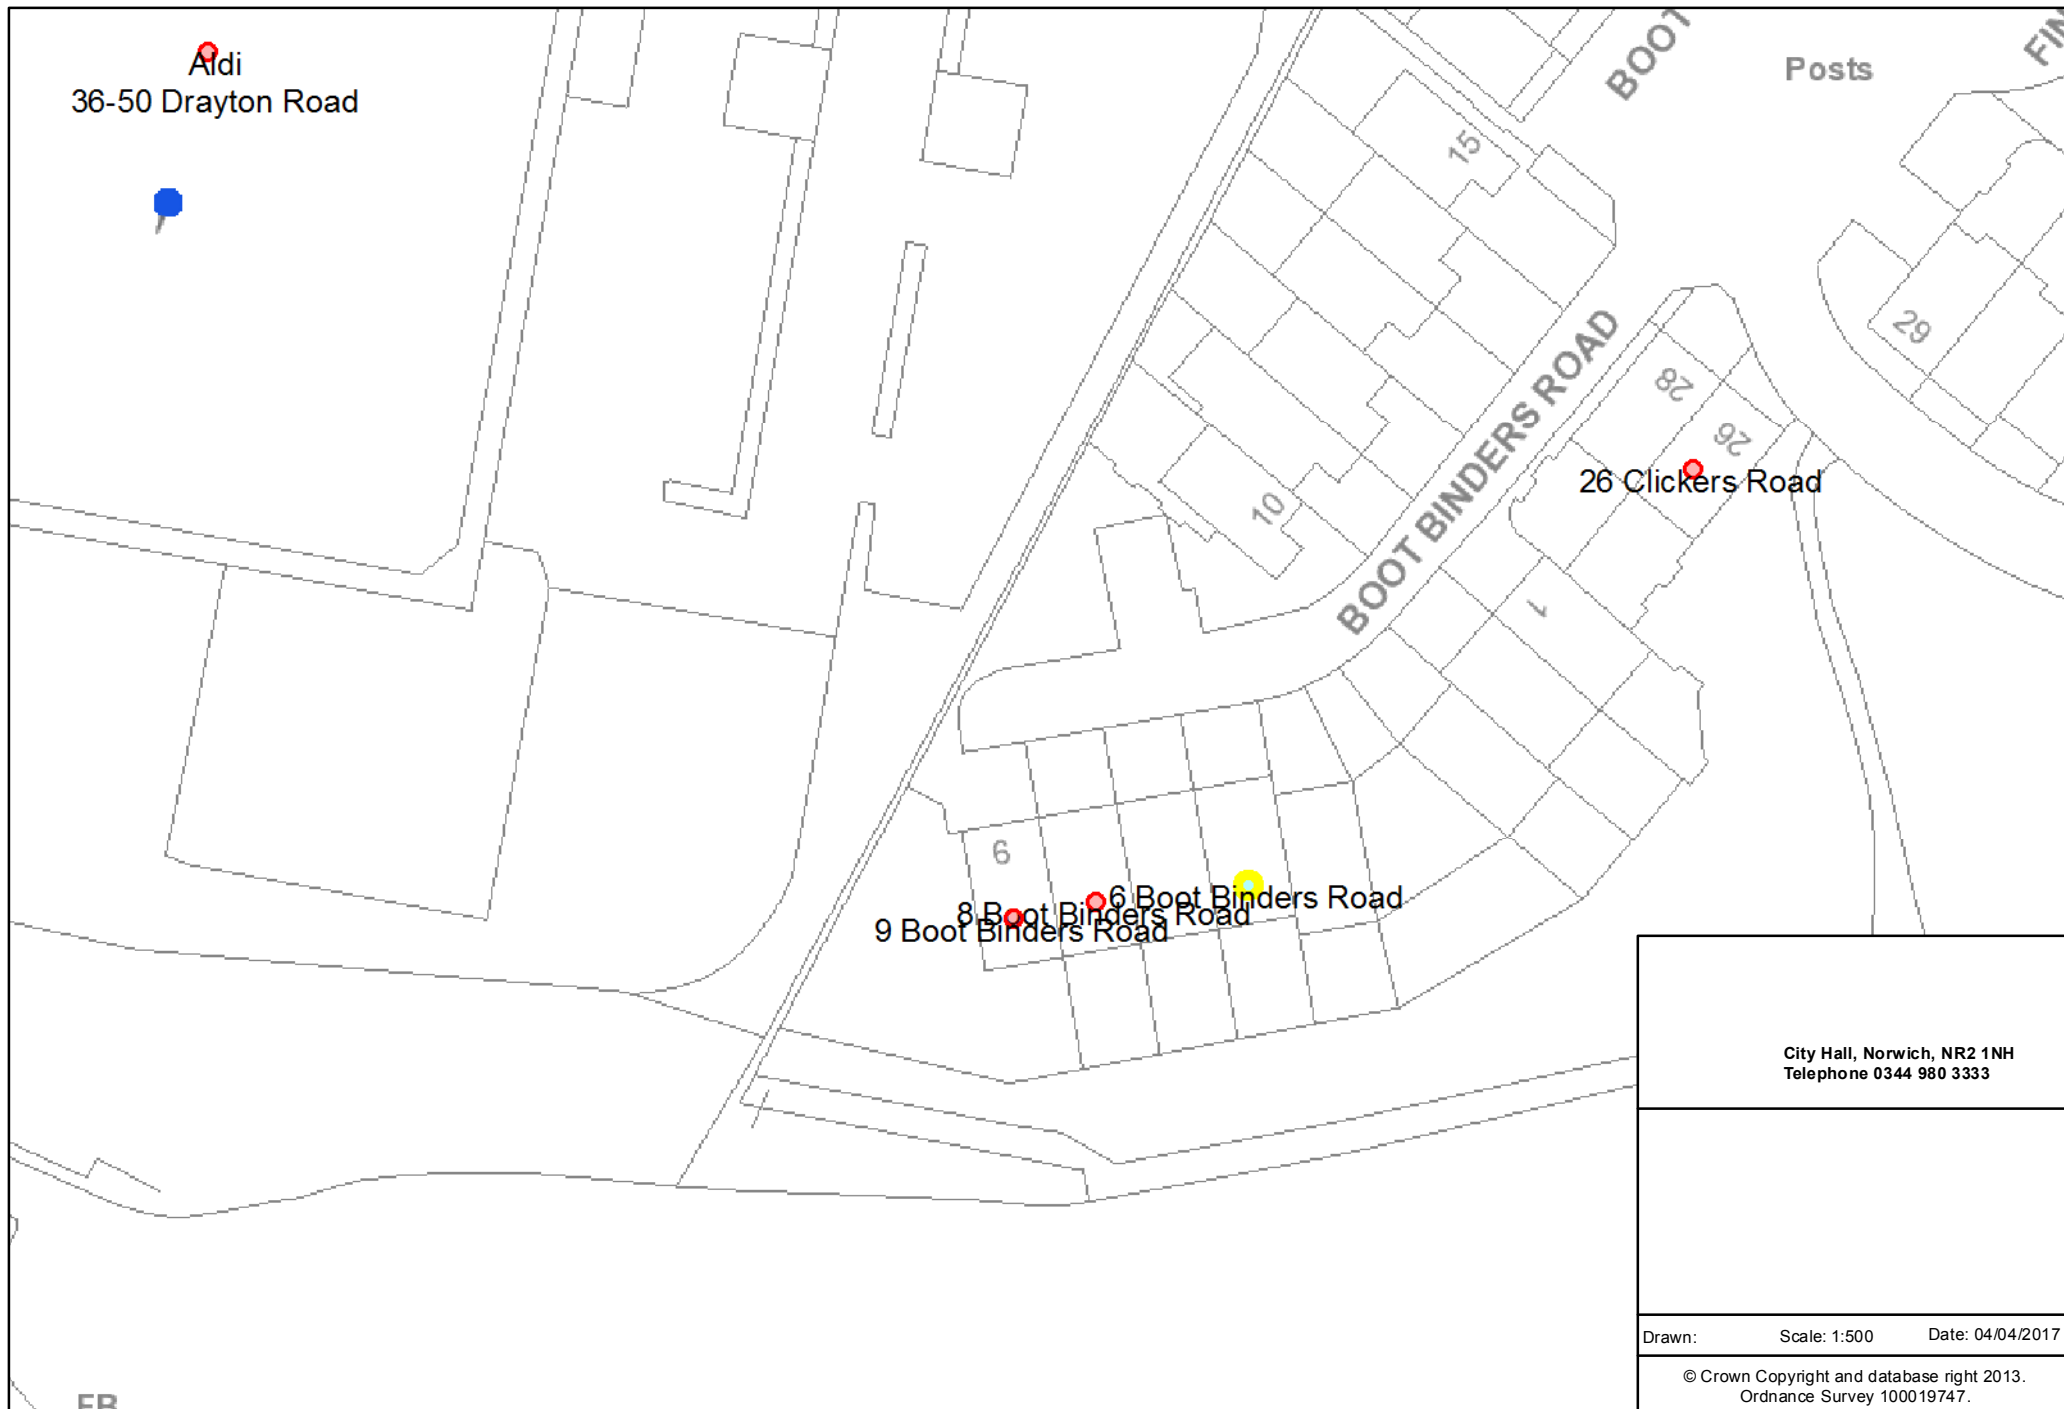 Aldi
36-50 Drayton Road
BOOT
Posts
15
29
BOOT BINDERS ROAD
28
26
26 Clickers Road
10
1
9
6 Boot Binders Road
8 Boot Binders Road
9 Boot Binders Road
City Hall, Norwich, NR2 1NH
Telephone 0344 980 3333
Drawn:
Scale: 1:500
Date: 04/04/2017
© Crown Copyright and database right 2013.
Ordnance Survey 100019747.